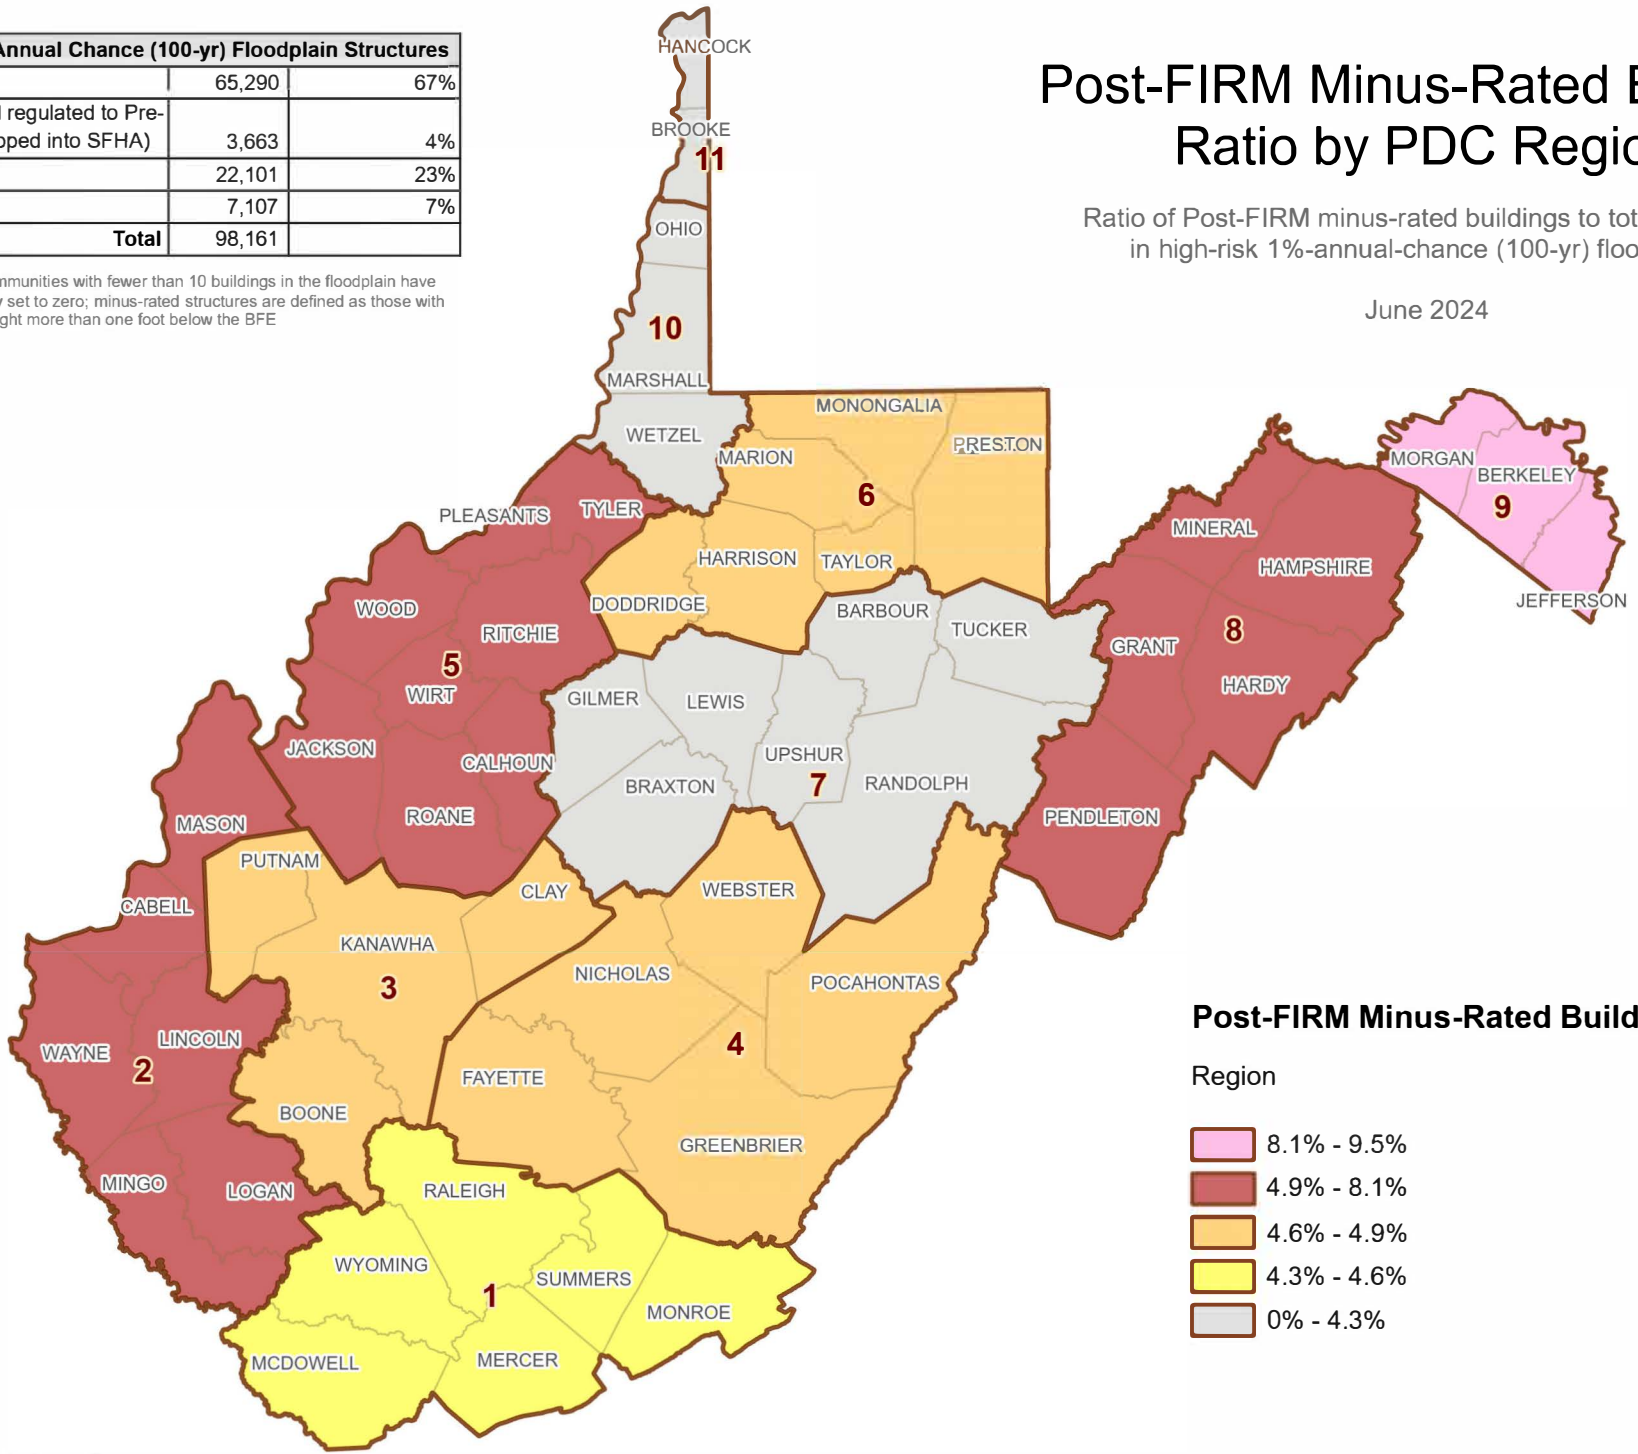 Annual Chance (100-yr) Floodplain Structures
65,290 67%
regulated to Pre-
pped into SFHA) 3,663 4%
22,101 23%
7,107 7%
Total 98,161
mmunities with fewer than 10 buildings in the floodplain have
set to zero; minus-rated structures are defined as those with
ght more than one foot below the BFE
Post-FIRM Minus-Rated
Ratio by PDC Regio
Ratio of Post-FIRM minus-rated buildings to tot
in high-risk 1%-annual-chance (100-yr) floo
June 2024
HANCOCK
BROOKE
11
OHIO
10
MARSHALL
WETZEL
MONONGALIA
PRESTON
MARION
6
MORGAN
BERKELEY
9
PLEASANTS
TYLER
MINERAL
HARRISON
TAYLOR
HAMPSHIRE
JEFFERSON
WOOD
DODDRIDGE
BARBOUR
TUCKER
RITCHIE
8
GRANT
5
WIRT
GILMER
LEWIS
HARDY
JACKSON
CALHOUN
UPSHUR
7
RANDOLPH
BRAXTON
ROANE
MASON
PENDLETON
PUTNAM
CLAY
WEBSTER
CABELL
KANAWHA
3
NICHOLAS
POCAHONTAS
LINCOLN
WAYNE
2
4
FAYETTE
BOONE
GREENBRIER
MINGO
LOGAN
RALEIGH
WYOMING
SUMMERS
1
MONROE
MCDOWELL
MERCER
Post-FIRM Minus-Rated Build
Region
8.1% - 9.5%
4.9% - 8.1%
4.6% - 4.9%
4.3% - 4.6%
0% - 4.3%